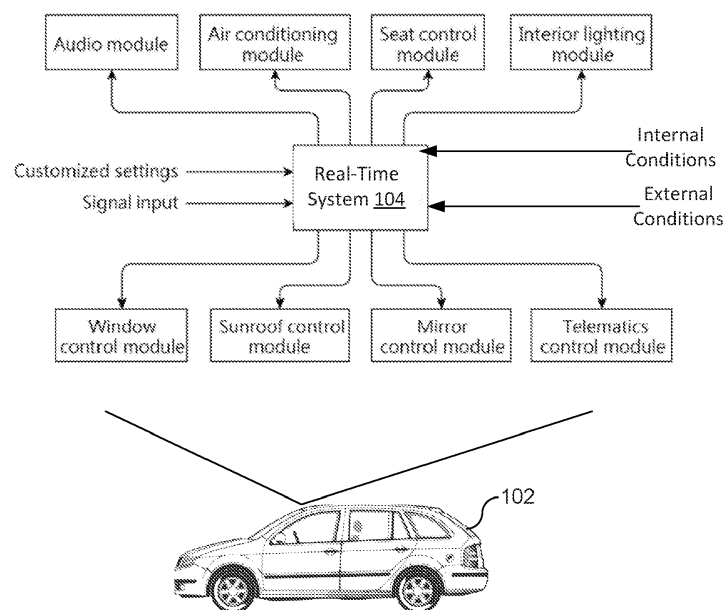 Audio module
Air conditioning
module
Seat control
module
Interior lighting
module
Customized settings
Signal input
Real-Time
System 104
Internal
Conditions
External
Conditions
Window
control module
Sunroof control
module
Mirror
control module
Telematics
control module
102